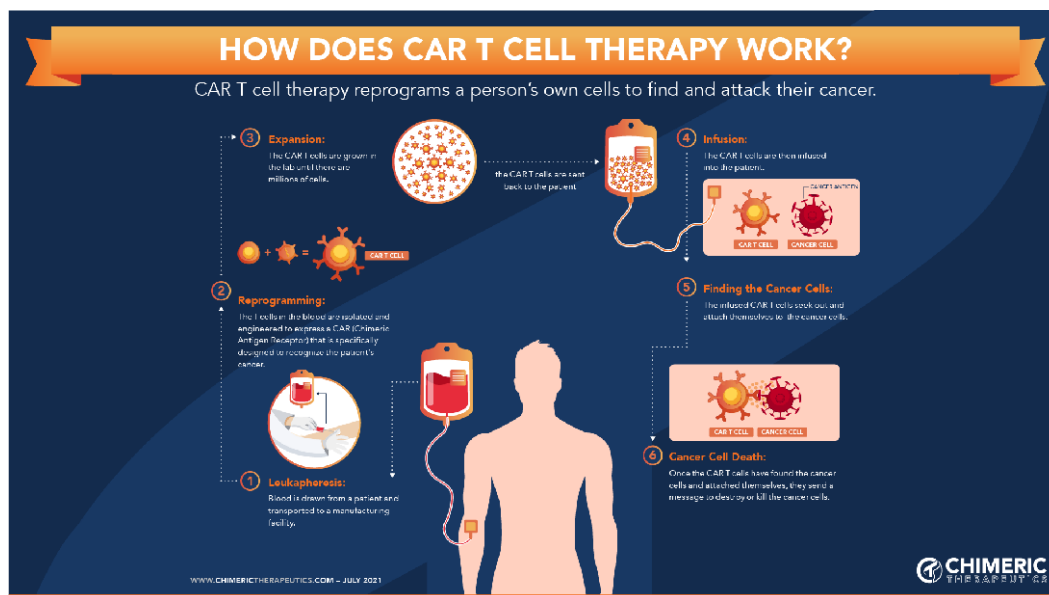 HOW DOES CAR T CELL THERAPY WORK?
CAR T cell therapy reprograms a person's own cells to find and attack their cancer.
3 Expansion:
The CAR T cells are grown in
the lab until there are
millions of cells.
the CAR T cells are sent
back to the patient
4 Infusion:
The CAR T cells are then infused
into the patient.
CANCER ANTIGEN
CAR T CELL
CANCER CELL
CAR T CELL
2 Reprogramming:
The T cells in the blood are isolated and
engineered to express a CAR (Chimeric
Antigen Receptor) that is specifically
designed to recognize the patient's
cancer.
5 Finding the Cancer Cells:
The infused CAR T cells seek out and
attach themselves to the cancer cells.
CAR T CELL
CANCER CELL
1 Leukapheresis:
Blood is drawn from a patient and
transported to a manufacturing
facility.
6 Cancer Cell Death:
Once the CAR T cells have found the cancer
cells and attached themselves, they send a
message to destroy or kill the cancer cells.
WWW.CHIMERICTHERAPEUTICS.COM – JULY 2021
CHIMERIC
THERAPEUTICS